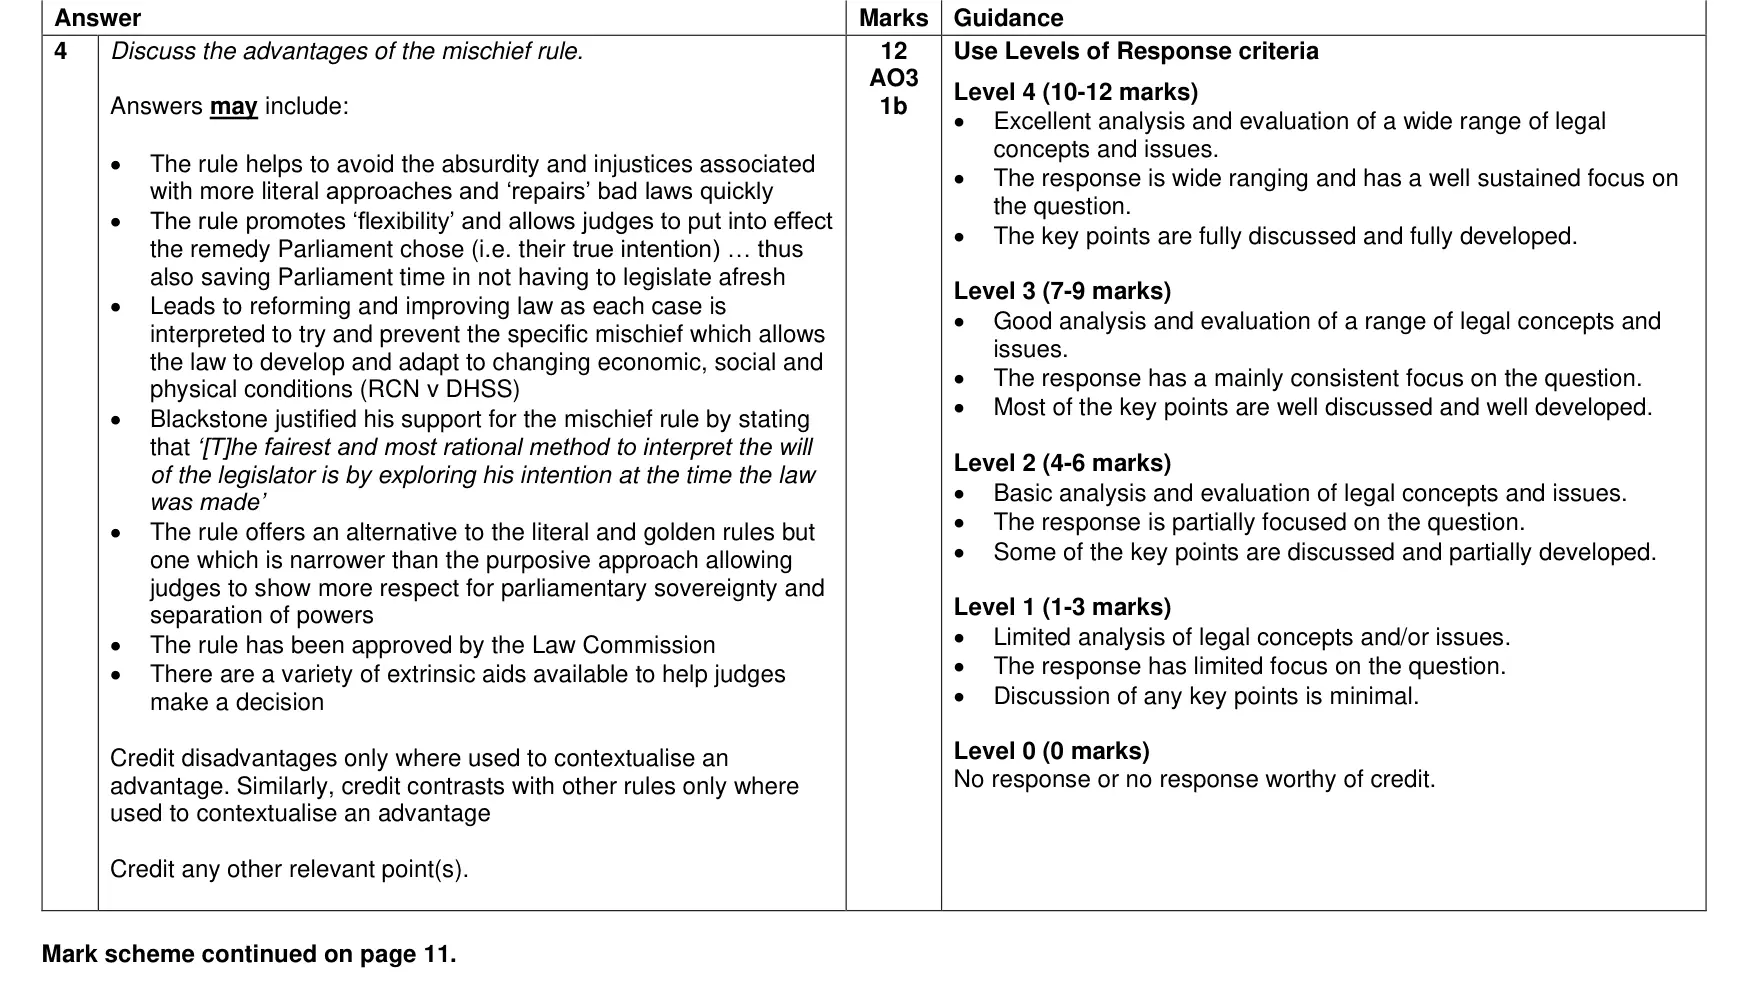 Answer Marks Guidance
4 Discuss the advantages of the mischief rule.
Answers may include:
• The rule helps to avoid the absurdity and injustices associated
with more literal approaches and ‘repairs’ bad laws quickly
• The rule promotes ‘flexibility’ and allows judges to put into effect
the remedy Parliament chose (i.e. their true intention) … thus
also saving Parliament time in not having to legislate afresh
• Leads to reforming and improving law as each case is
interpreted to try and prevent the specific mischief which allows
the law to develop and adapt to changing economic, social and
physical conditions (RCN v DHSS)
• Blackstone justified his support for the mischief rule by stating
that ‘[T]he fairest and most rational method to interpret the will
of the legislator is by exploring his intention at the time the law
was made’
• The rule offers an alternative to the literal and golden rules but
one which is narrower than the purposive approach allowing
judges to show more respect for parliamentary sovereignty and
separation of powers
• The rule has been approved by the Law Commission
• There are a variety of extrinsic aids available to help judges
make a decision
Credit disadvantages only where used to contextualise an
advantage. Similarly, credit contrasts with other rules only where
used to contextualise an advantage
Credit any other relevant point(s).
12
AO3
1b
Use Levels of Response criteria
Level 4 (10-12 marks)
• Excellent analysis and evaluation of a wide range of legal
concepts and issues.
• The response is wide ranging and has a well sustained focus on
the question.
• The key points are fully discussed and fully developed.
Level 3 (7-9 marks)
• Good analysis and evaluation of a range of legal concepts and
issues.
• The response has a mainly consistent focus on the question.
• Most of the key points are well discussed and well developed.
Level 2 (4-6 marks)
• Basic analysis and evaluation of legal concepts and issues.
• The response is partially focused on the question.
• Some of the key points are discussed and partially developed.
Level 1 (1-3 marks)
• Limited analysis of legal concepts and/or issues.
• The response has limited focus on the question.
• Discussion of any key points is minimal.
Level 0 (0 marks)
No response or no response worthy of credit.
Mark scheme continued on page 11.